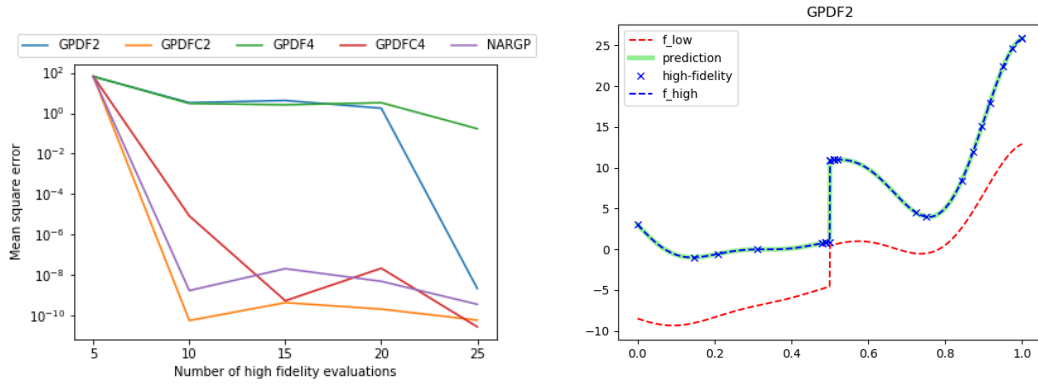 GPDF2 GPDFC2 GPDF4 GPDFC4 NARGP
Mean square error
10^2
10^0
10^-2
10^-4
10^-6
10^-8
10^-10
5 10 15 20 25
Number of high fidelity evaluations
GPDF2
f_low
prediction
high-fidelity
f_high
25
20
15
10
5
0
−5
−10
0.0 0.2 0.4 0.6 0.8 1.0